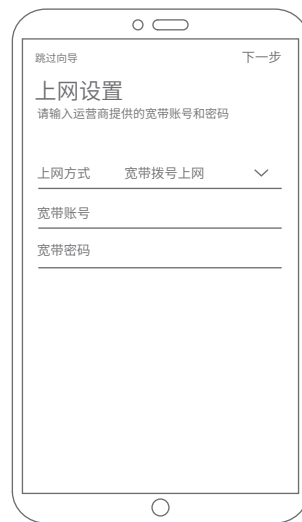 跳过向导 下一步
上网设置
请输入运营商提供的宽带账号和密码
上网方式 宽带拨号上网
宽带账号
宽带密码